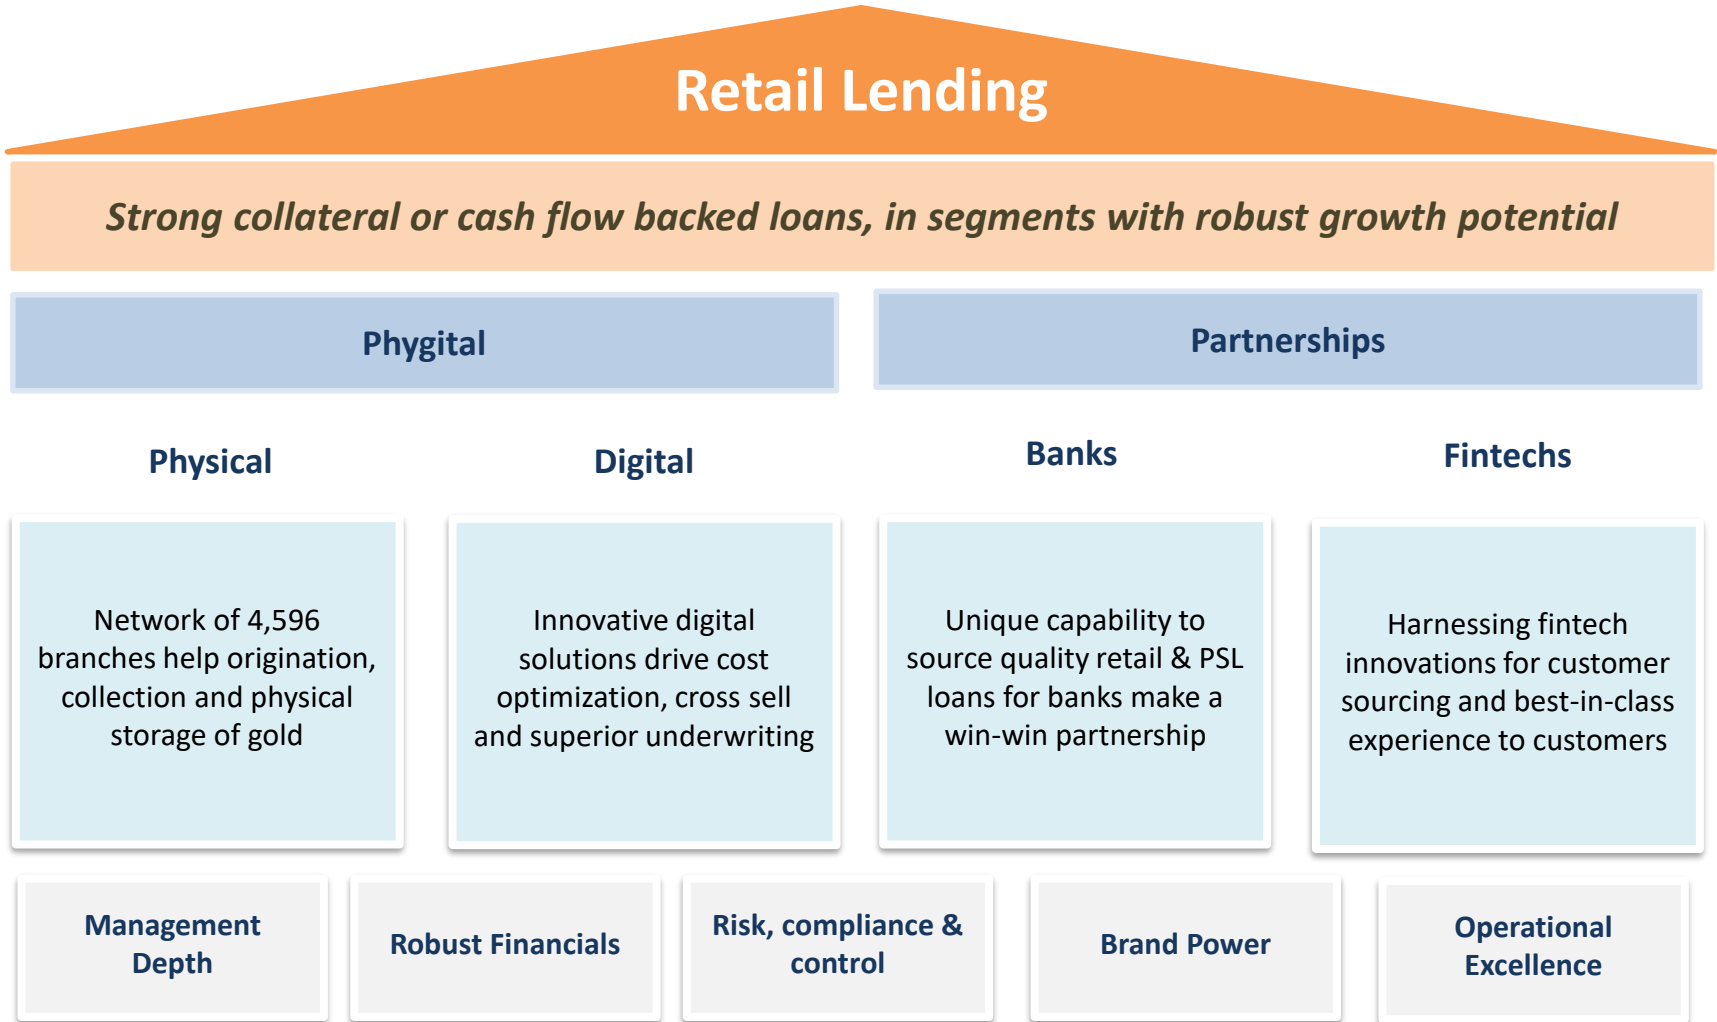 Retail Lending
Strong collateral or cash flow backed loans, in segments with robust growth potential
Phygital
Partnerships
Physical
Digital
Banks
Fintechs
Network of 4,596
branches help origination,
collection and physical
storage of gold
Innovative digital
solutions drive cost
optimization, cross sell
and superior underwriting
Unique capability to
source quality retail & PSL
loans for banks make a
win-win partnership
Harnessing fintech
innovations for customer
sourcing and best-in-class
experience to customers
Management
Depth
Robust Financials
Risk, compliance &
control
Brand Power
Operational
Excellence